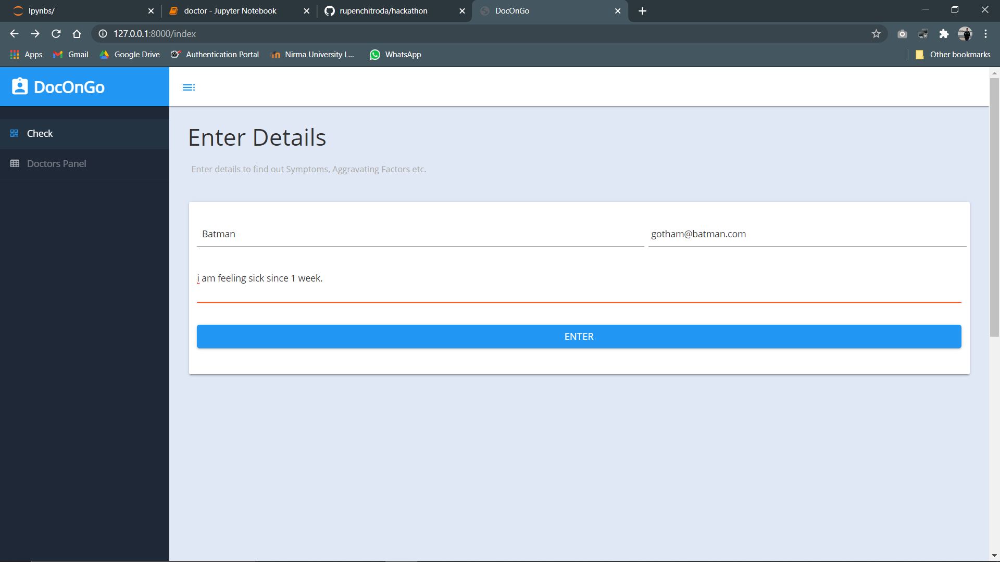 Ipynbs/
doctor - Jupyter Notebook
rupenchitroda/hackathon
DocOnGo
127.0.0.1:8000/index
Apps
Gmail
Google Drive
Authentication Portal
Nirma University L...
WhatsApp
Other bookmarks
DocOnGo
Check
Doctors Panel
Enter Details
Enter details to find out Symptoms, Aggravating Factors etc.
Batman
gotham@batman.com
i am feeling sick since 1 week.
ENTER